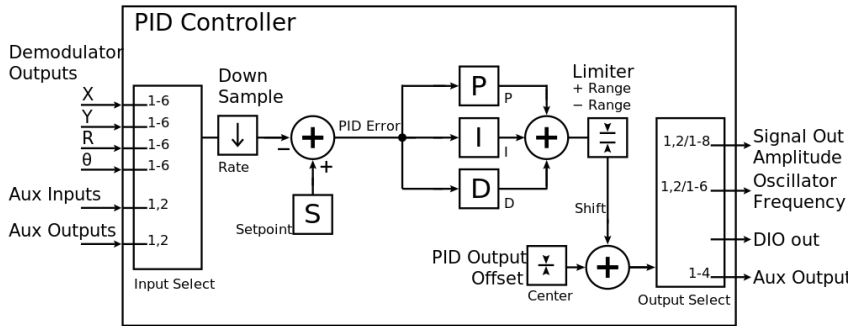 PID Controller
Demodulator
Outputs
X
Y
R
θ
Aux Inputs
Aux Outputs
1-6
1-6
1-6
1-6
1,2
1,2
Input Select
Down
Sample
↓
Rate
−
+
+
S
Setpoint
PID Error
P
P
I
I
D
D
+
Limiter
+ Range
− Range
Shift
PID Output
Offset
Center
+
1,2/1-8
1,2/1-6
1-4
Output Select
Signal Out
Amplitude
Oscillator
Frequency
DIO out
Aux Output